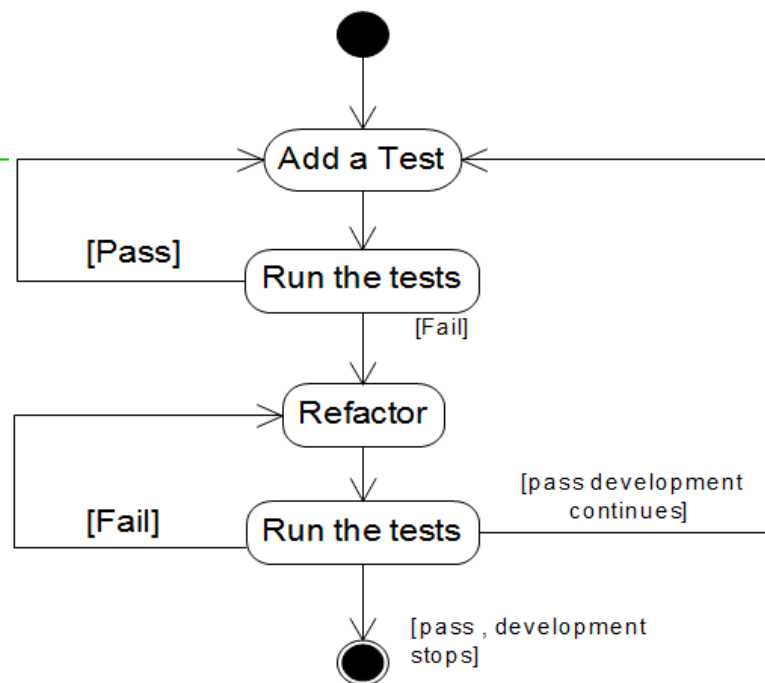 Add a Test
[Pass]
Run the tests
[Fail]
Refactor
[pass development
continues]
[Fail]
Run the tests
[pass , development
stops]